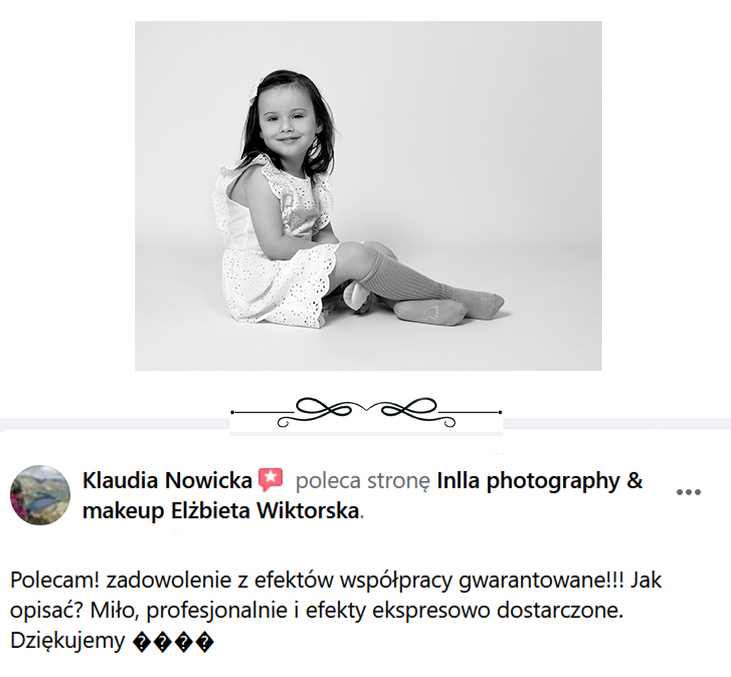 Klaudia Nowicka poleca stronę Inlla photography &
makeup Elżbieta Wiktorska.
Polecam! zadowolenie z efektów współpracy gwarantowane!!! Jak
opisać? Miło, profesjonalnie i efekty ekspresowo dostarczone.
Dziękujemy ����